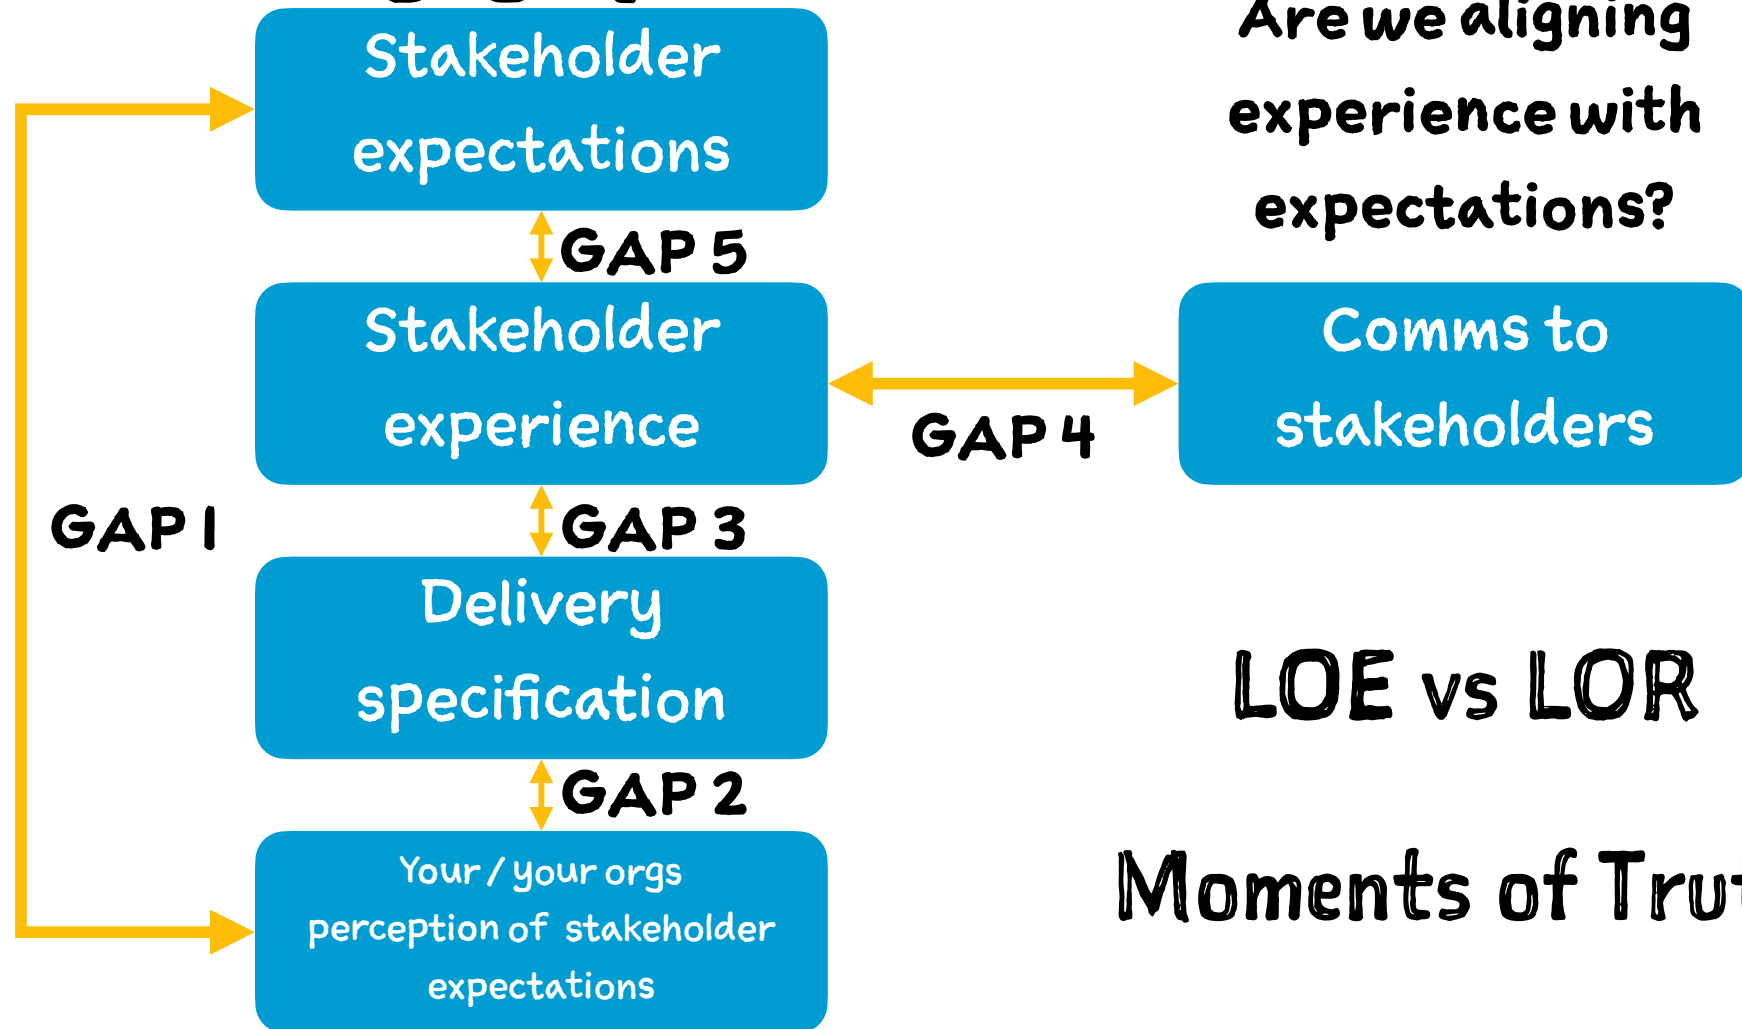 Stakeholder
expectations
GAP 5
Stakeholder
experience
GAP 1
GAP 3
Delivery
specification
GAP 2
Your / your orgs
perception of stakeholder
expectations
GAP 4
Are we aligning
experience with
expectations?
Comms to
stakeholders
LOE vs LOR
Moments of